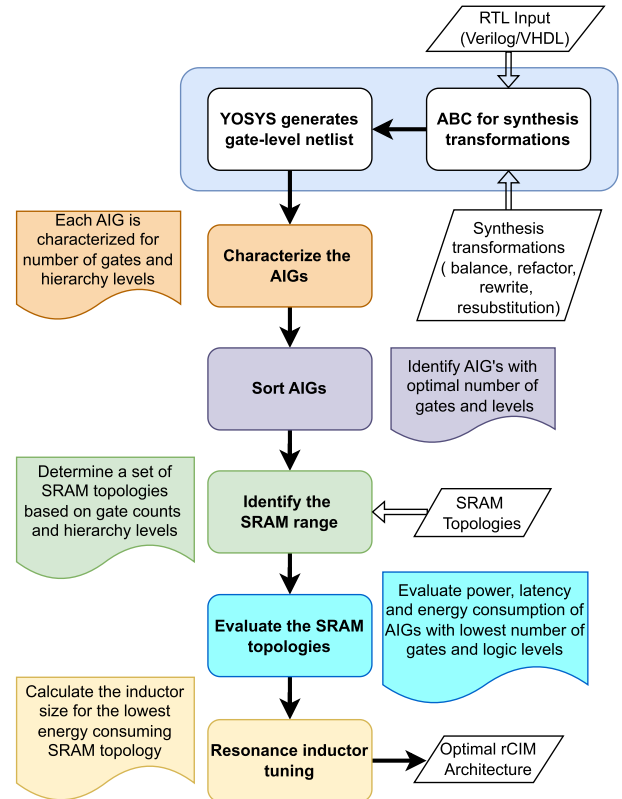 RTL Input
(Verilog/VHDL)
YOSYS generates
gate-level netlist
ABC for synthesis
transformations
Each AIG is
characterized for
number of gates and
hierarchy levels
Characterize the
AIGs
Synthesis
transformations
( balance, refactor,
rewrite,
resubstitution)
Sort AIGs
Identify AIG's with
optimal number of
gates and levels
Determine a set of
SRAM topologies
based on gate counts
and hierarchy levels
Identify the
SRAM range
SRAM
Topologies
Evaluate the SRAM
topologies
Evaluate power, latency
and energy consumption of
AIGs with lowest number of
gates and logic levels
Calculate the inductor
size for the lowest
energy consuming
SRAM topology
Resonance inductor
tuning
Optimal rCIM
Architecture